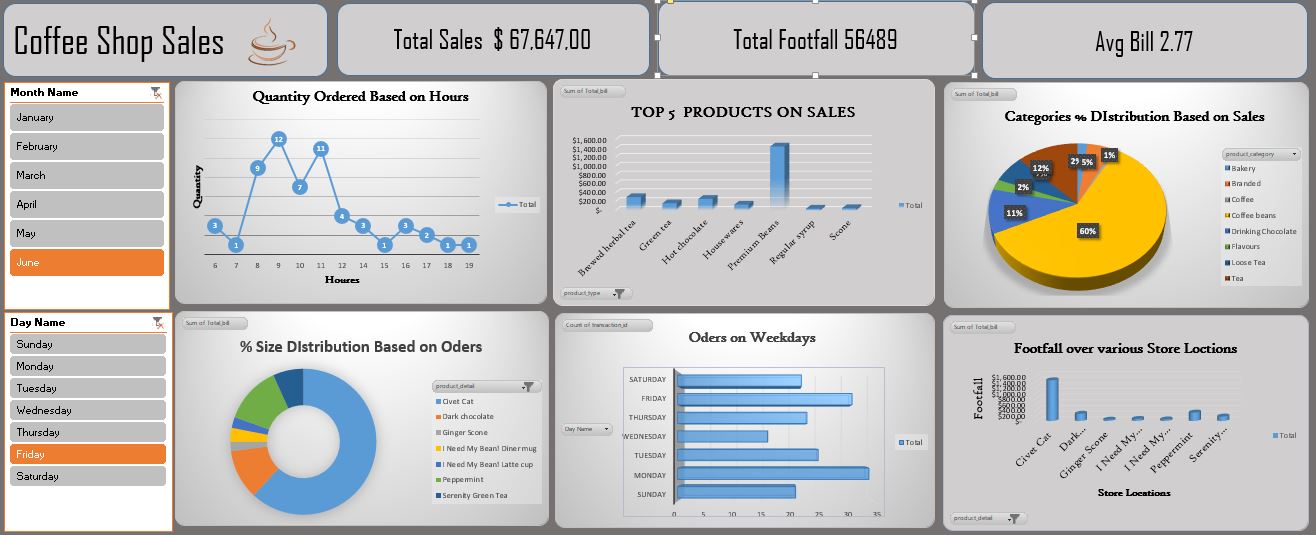 Coffee Shop Sales
Total Sales $ 67,647,00
Total Footfall 56489
Avg Bill 2.77
Month Name
January
February
March
April
May
June
Day Name
Sunday
Monday
Tuesday
Wednesday
Thursday
Friday
Saturday
Quantity Ordered Based on Hours
Quantity
3
1
9
12
7
11
4
3
1
3
2
1
1
6 7 8 9 10 11 12 14 15 16 17 18 19
Houres
Total
Sum of Total_bill
TOP 5 PRODUCTS ON SALES
$1,600.00
$1,400.00
$1,200.00
$1,000.00
$800.00
$600.00
$400.00
$200.00
$-
Brewed herbal tea
Green tea
Hot chocolate
Housewares
Premium Beans
Regular syrup
Scone
Total
product_type
Sum of Total_bill
Categories % DIstribution Based on Sales
2%
5%
1%
12%
2%
11%
60%
product_category
Bakery
Branded
Coffee
Coffee beans
Drinking Chocolate
Flavours
Loose Tea
Tea
Sum of Total_bill
% Size DIstribution Based on Oders
product_detail
Civet Cat
Dark chocolate
Ginger Scone
I Need My Bean! Diner mug
I Need My Bean! Latte cup
Peppermint
Serenity Green Tea
Count of transaction_id
Oders on Weekdays
Day Name
SATURDAY
FRIDAY
THURSDAY
WEDNESDAY
TUESDAY
MONDAY
SUNDAY
0 5 10 15 20 25 30 35
Total
Sum of Total_bill
Footfall over various Store Loctions
Footfall
$1,600.00
$1,400.00
$1,200.00
$1,000.00
$800.00
$600.00
$400.00
$200.00
$-
Civet Cat
Dark...
Ginger Scone
I Need My...
I Need My...
Peppermint
Serenity...
Store Locations
Total
product_detail